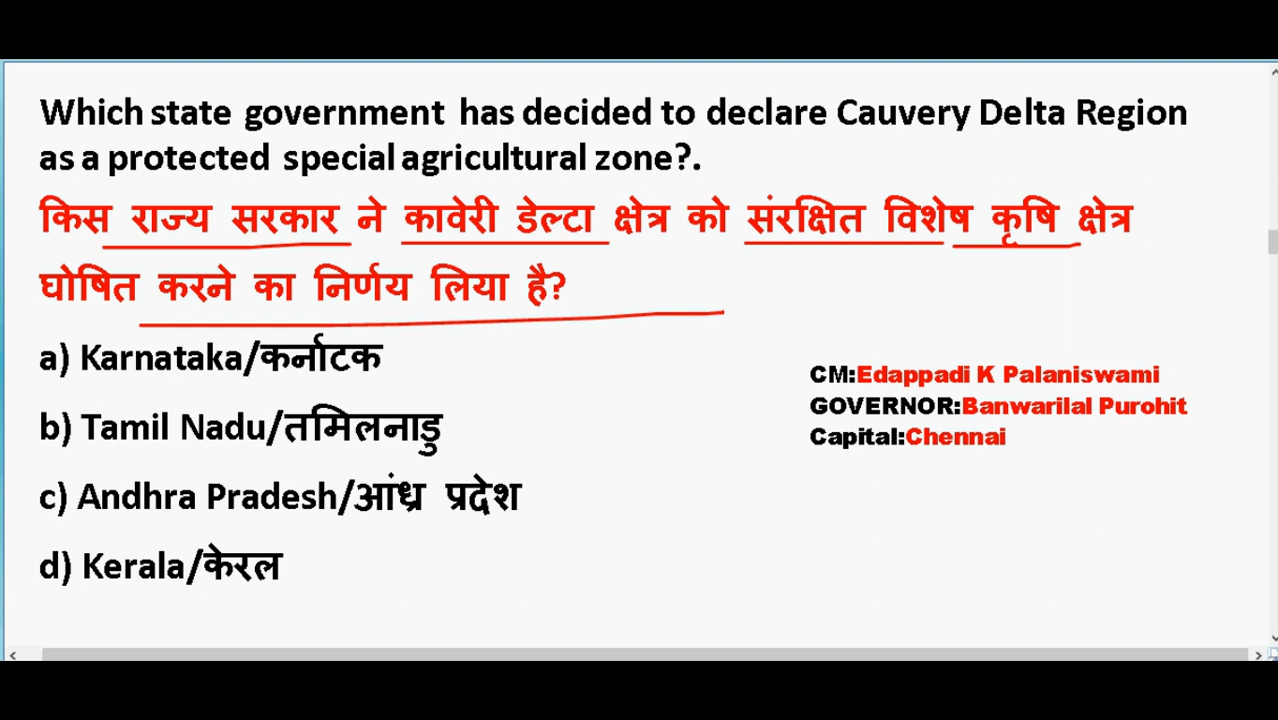 Which state government has decided to declare Cauvery Delta Region
as a protected special agricultural zone?.
किस राज्य सरकार ने कावेरी डेल्टा क्षेत्र को संरक्षित विशेष कृषि क्षेत्र
घोषित करने का निर्णय लिया है?
a) Karnataka/कर्नाटक
b) Tamil Nadu/तमिलनाडु
c) Andhra Pradesh/आंध्र प्रदेश
d) Kerala/केरल
CM:Edappadi K Palaniswami
GOVERNOR:Banwarilal Purohit
Capital:Chennai